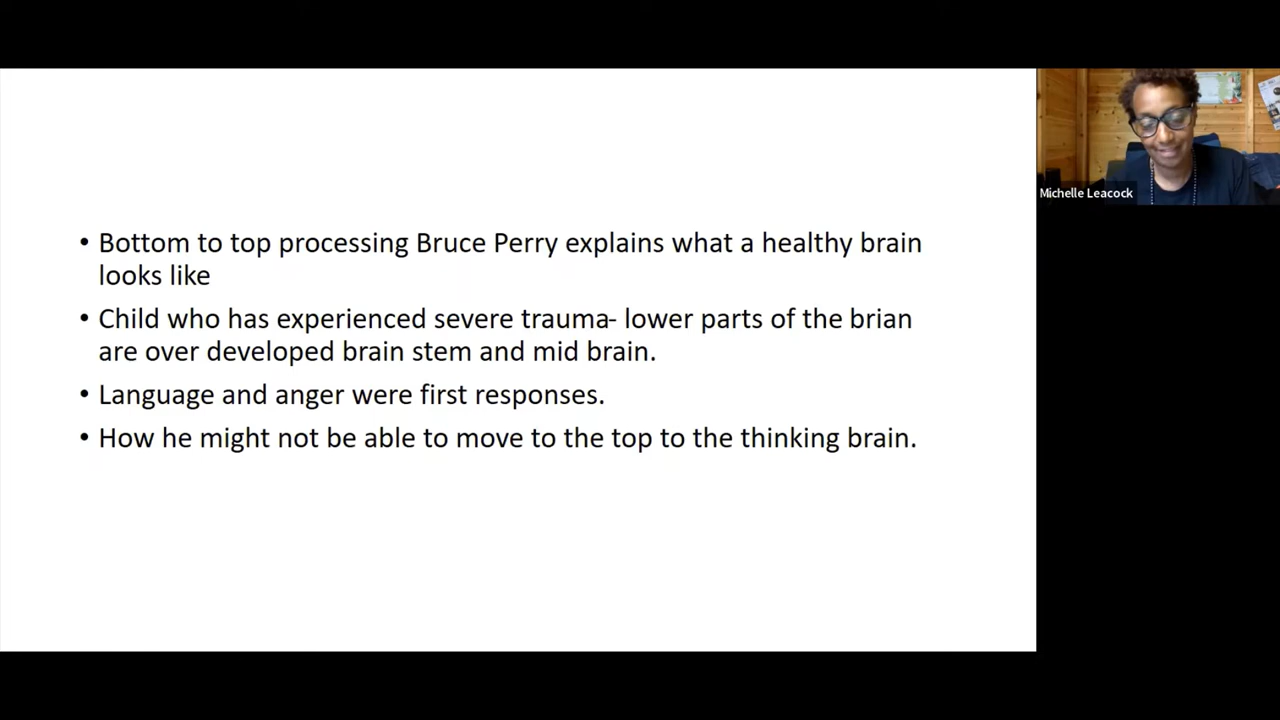 • Bottom to top processing Bruce Perry explains what a healthy brain
looks like
• Child who has experienced severe trauma- lower parts of the brian
are over developed brain stem and mid brain.
• Language and anger were first responses.
• How he might not be able to move to the top to the thinking brain.
Michelle Leacock